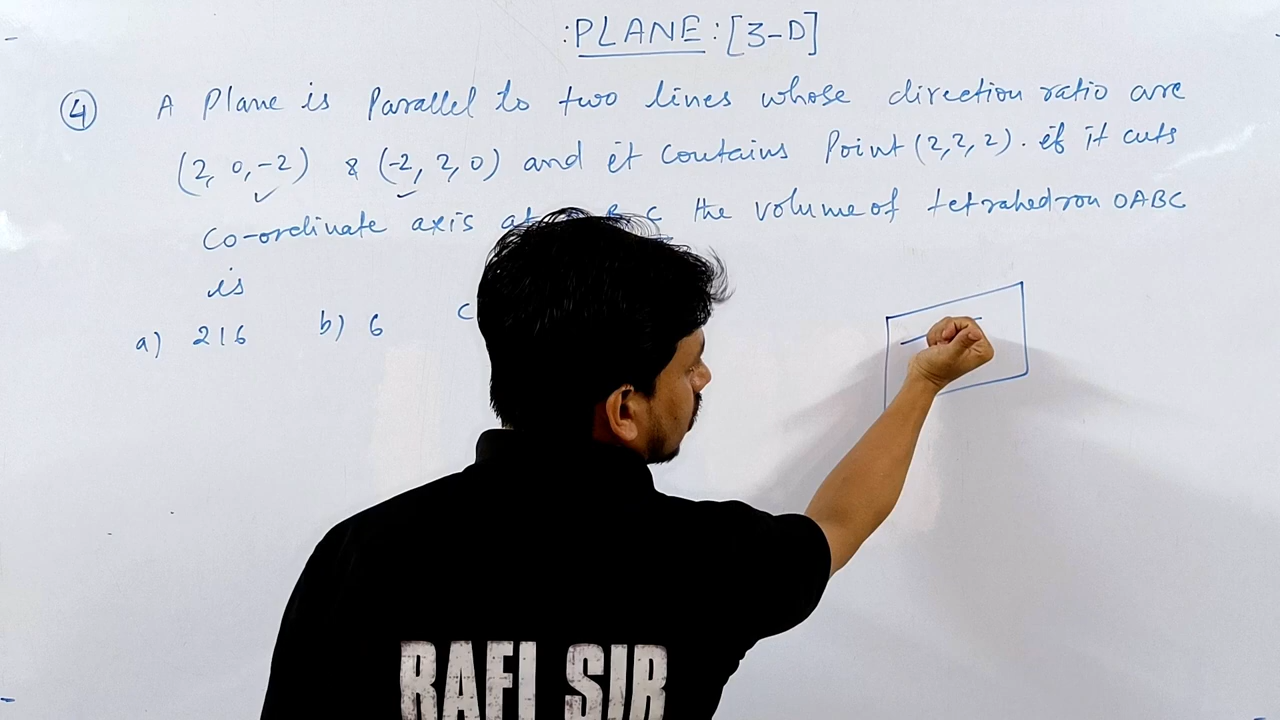 :PLANE: [3-D]
④ A Plane is Parallel to two lines whose direction ratio are
(2, 0, -2) & (-2, 2, 0) and it contains Point (2, 2, 2). if it cuts
Co-ordinate axis at B C the volume of tetrahedron OABC
is
a) 216 b) 6 c
RAFI SIR